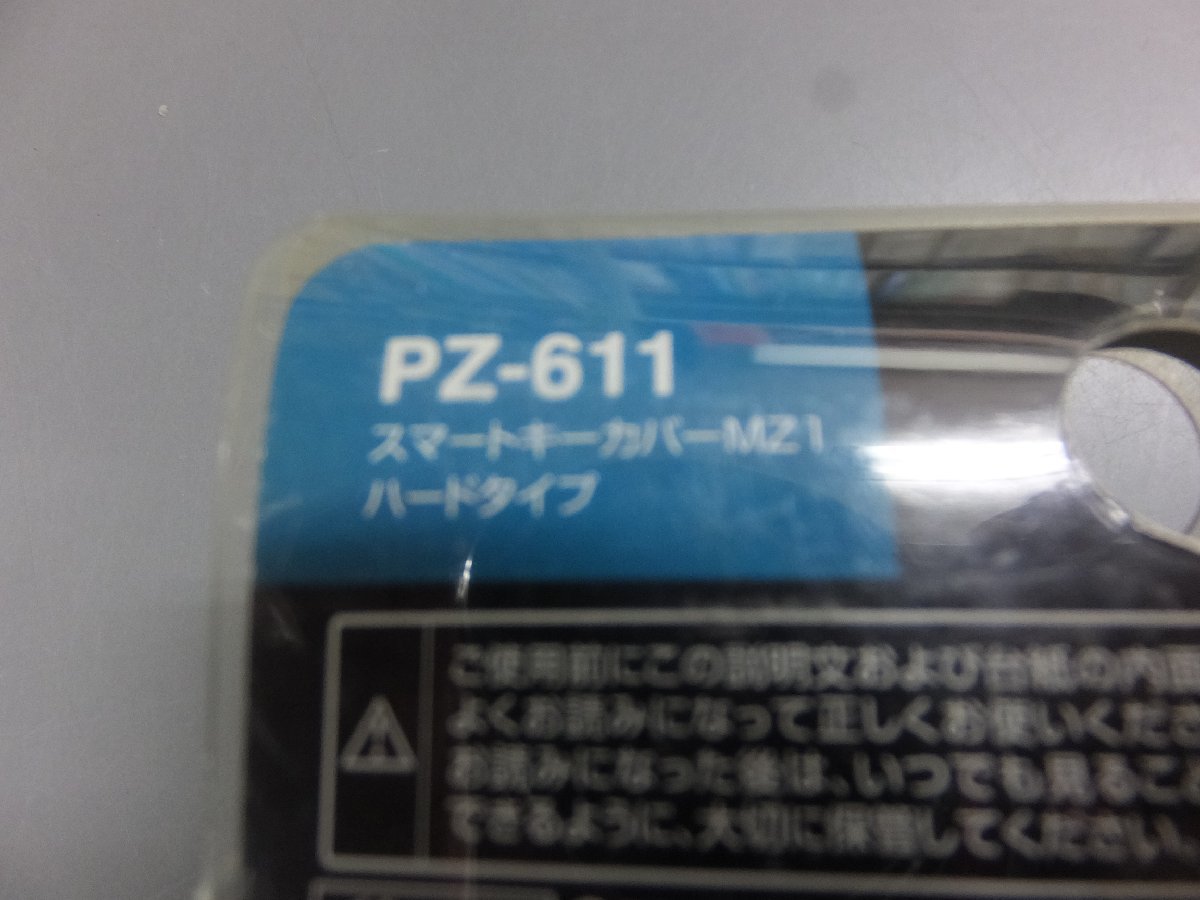 PZ-611
スマートキーカバーMZ1
ハードタイプ
ご使用前にこの説明文および台紙の内面
よくお読みになって正しくお使いくださ
お読みになった後は、いつでも見るこ
できるように、大切に保管してください。